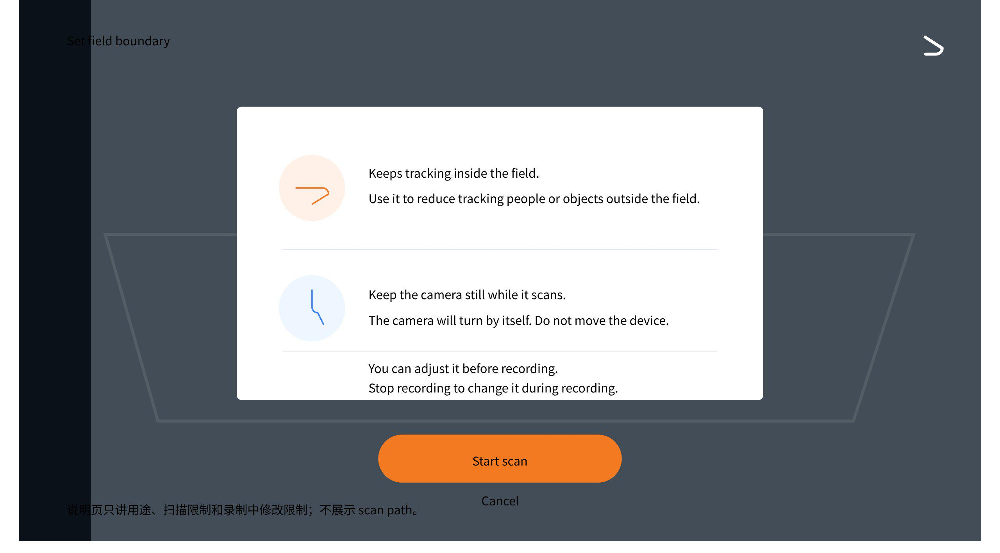 Set field boundary
Keeps tracking inside the field.
Use it to reduce tracking people or objects outside the field.
Keep the camera still while it scans.
The camera will turn by itself. Do not move the device.
You can adjust it before recording.
Stop recording to change it during recording.
Start scan
Cancel
说明页只讲用途、扫描限制和录制中修改限制；不展示 scan path。